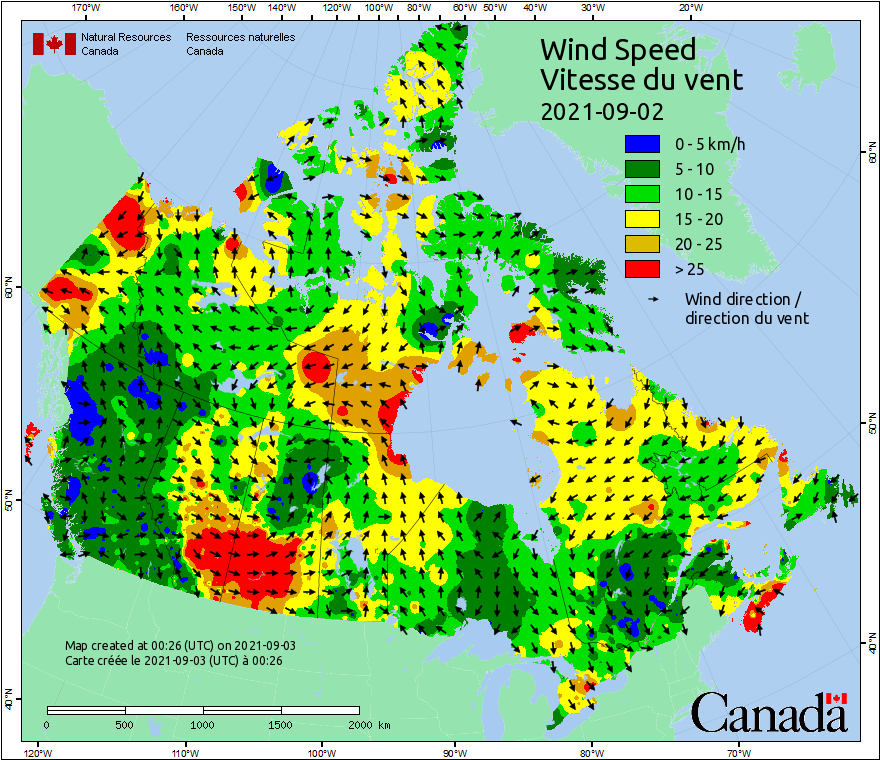 170°W 160°W 150°W 140°W 120°W 100°W 80°W 60°W 50°W 40°W 30°W 20°W
Natural Resources Ressources naturelles
Canada Canada
Wind Speed
Vitesse du vent
2021-09-02
0 - 5 km/h
5 - 10
10 - 15
15 - 20
20 - 25
> 25
Wind direction /
direction du vent
60°N
50°N
40°N
60°N
50°N
40°N
Map created at 00:26 (UTC) on 2021-09-03
Carte créée le 2021-09-03 (UTC) à 00:26
0 500 1000 1500 2000 km
Canada
120°W 110°W 100°W 90°W 80°W 70°W